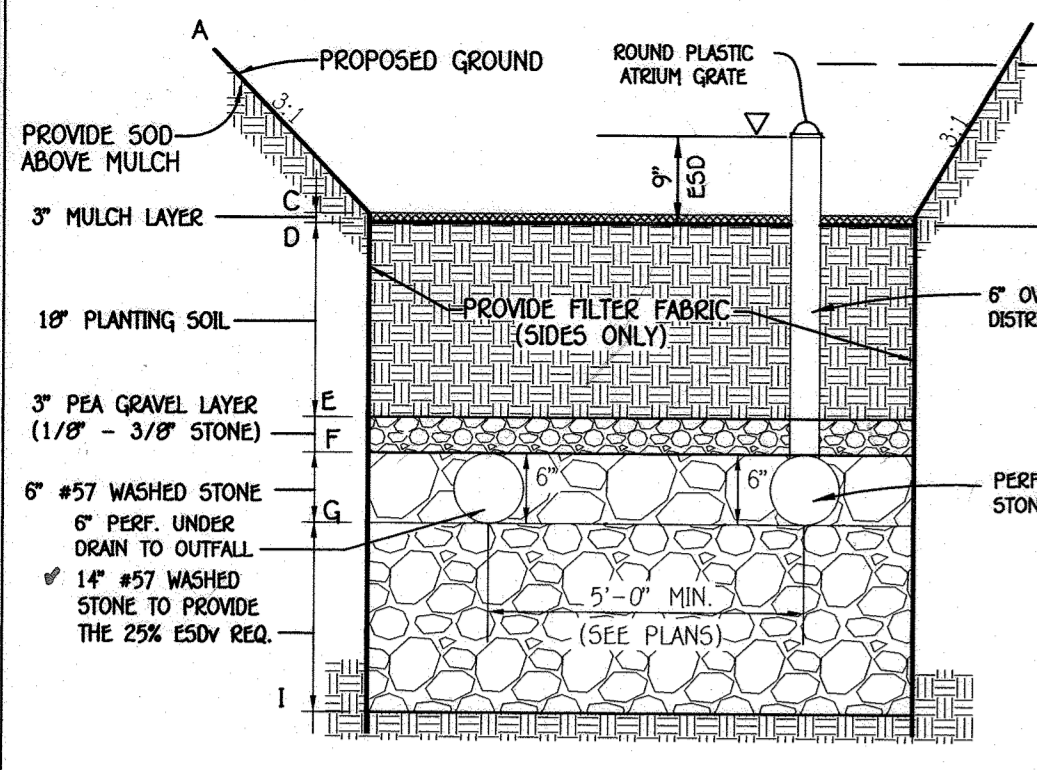 A
PROPOSED GROUND
ROUND PLASTIC
ATRIUM GRATE
3:1
3:1
PROVIDE SOD
ABOVE MULCH
9"
ESD
C
3" MULCH LAYER
D
18" PLANTING SOIL
PROVIDE FILTER FABRIC
(SIDES ONLY)
6" OV
DISTR
3" PEA GRAVEL LAYER
(1/8" - 3/8" STONE)
E
F
6" #57 WASHED STONE
G
6"
6"
PERF
STON
6" PERF. UNDER
DRAIN TO OUTFALL
14" #57 WASHED
STONE TO PROVIDE
THE 25% ESDV REQ.
5'-0" MIN.
(SEE PLANS)
I